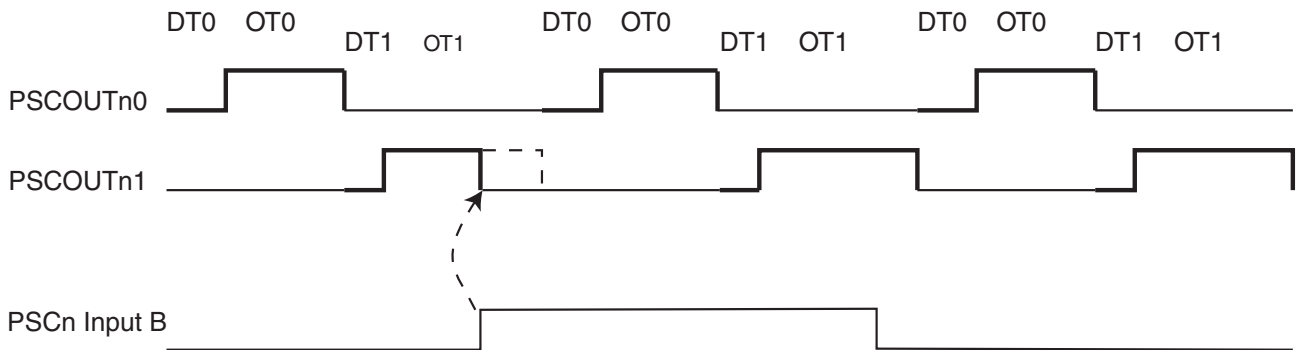 DT0 OT0 DT1 OT1 DT0 OT0 DT1 OT1 DT0 OT0 DT1 OT1
PSCOUTn0
PSCOUTn1
PSCn Input B